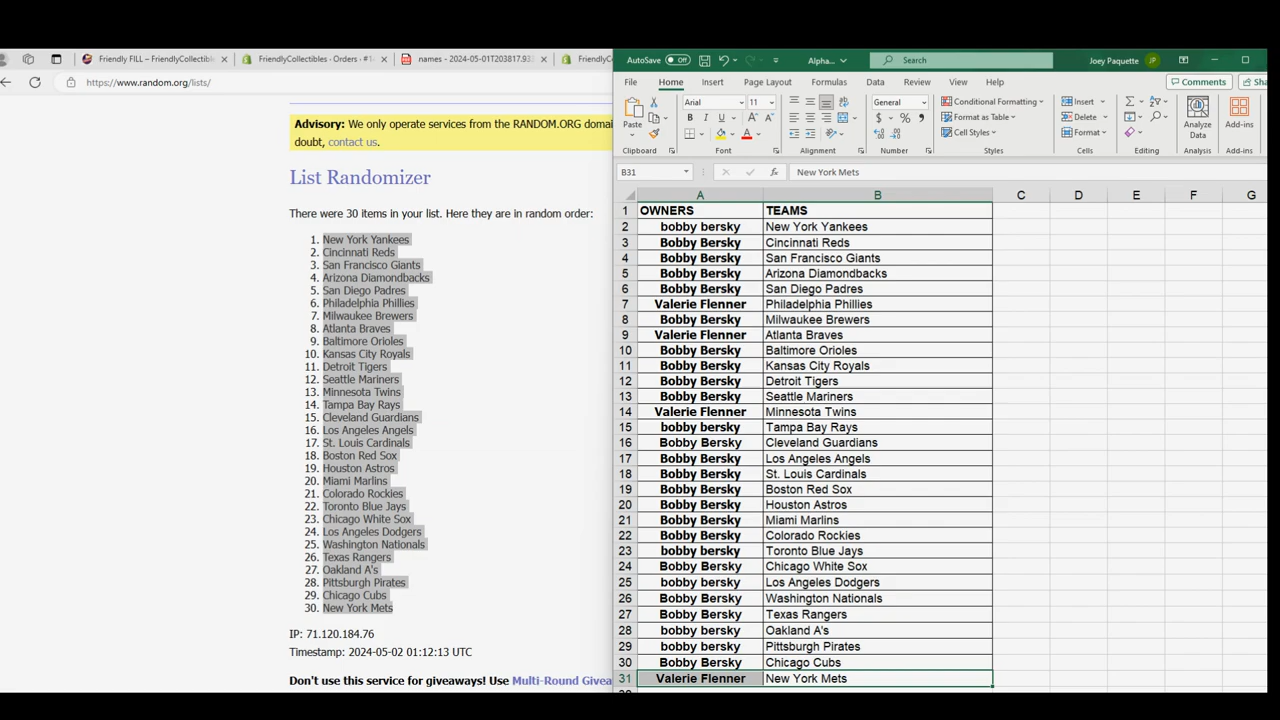 Friendly FILL – FriendlyCollectible
FriendlyCollectibles · Orders · #1
names - 2024-05-01T203817.93
FriendlyCollectib
https://www.random.org/lists/
Advisory: We only operate services from the RANDOM.ORG domai
doubt, contact us.
List Randomizer
There were 30 items in your list. Here they are in random order:
1. New York Yankees
2. Cincinnati Reds
3. San Francisco Giants
4. Arizona Diamondbacks
5. San Diego Padres
6. Philadelphia Phillies
7. Milwaukee Brewers
8. Atlanta Braves
9. Baltimore Orioles
10. Kansas City Royals
11. Detroit Tigers
12. Seattle Mariners
13. Minnesota Twins
14. Tampa Bay Rays
15. Cleveland Guardians
16. Los Angeles Angels
17. St. Louis Cardinals
18. Boston Red Sox
19. Houston Astros
20. Miami Marlins
21. Colorado Rockies
22. Toronto Blue Jays
23. Chicago White Sox
24. Los Angeles Dodgers
25. Washington Nationals
26. Texas Rangers
27. Oakland A's
28. Pittsburgh Pirates
29. Chicago Cubs
30. New York Mets
IP: 71.120.184.76
Timestamp: 2024-05-02 01:12:13 UTC
Don't use this service for giveaways! Use Multi-Round Givea
AutoSave Off Alpha... Search Joey Paquette JP
File Home Insert Page Layout Formulas Data Review View Help Comments Sha
Paste Arial 11 General Conditional Formatting Insert Analyze Data Add-ins
Format as Table Delete
B I U Cell Styles Format
Clipboard Font Alignment Number Styles Cells Editing Analysis Add-ins
B31 fx New York Mets
A B C D E F G
1 OWNERS TEAMS
2 bobby bersky New York Yankees
3 Bobby Bersky Cincinnati Reds
4 Bobby Bersky San Francisco Giants
5 Bobby Bersky Arizona Diamondbacks
6 Bobby Bersky San Diego Padres
7 Valerie Flenner Philadelphia Phillies
8 Bobby Bersky Milwaukee Brewers
9 Valerie Flenner Atlanta Braves
10 Bobby Bersky Baltimore Orioles
11 Bobby Bersky Kansas City Royals
12 Bobby Bersky Detroit Tigers
13 Bobby Bersky Seattle Mariners
14 Valerie Flenner Minnesota Twins
15 bobby bersky Tampa Bay Rays
16 Bobby Bersky Cleveland Guardians
17 Bobby Bersky Los Angeles Angels
18 Bobby Bersky St. Louis Cardinals
19 Bobby Bersky Boston Red Sox
20 Bobby Bersky Houston Astros
21 Bobby Bersky Miami Marlins
22 Bobby Bersky Colorado Rockies
23 bobby bersky Toronto Blue Jays
24 Bobby Bersky Chicago White Sox
25 bobby bersky Los Angeles Dodgers
26 Bobby Bersky Washington Nationals
27 Bobby Bersky Texas Rangers
28 bobby bersky Oakland A's
29 bobby bersky Pittsburgh Pirates
30 Bobby Bersky Chicago Cubs
31 Valerie Flenner New York Mets